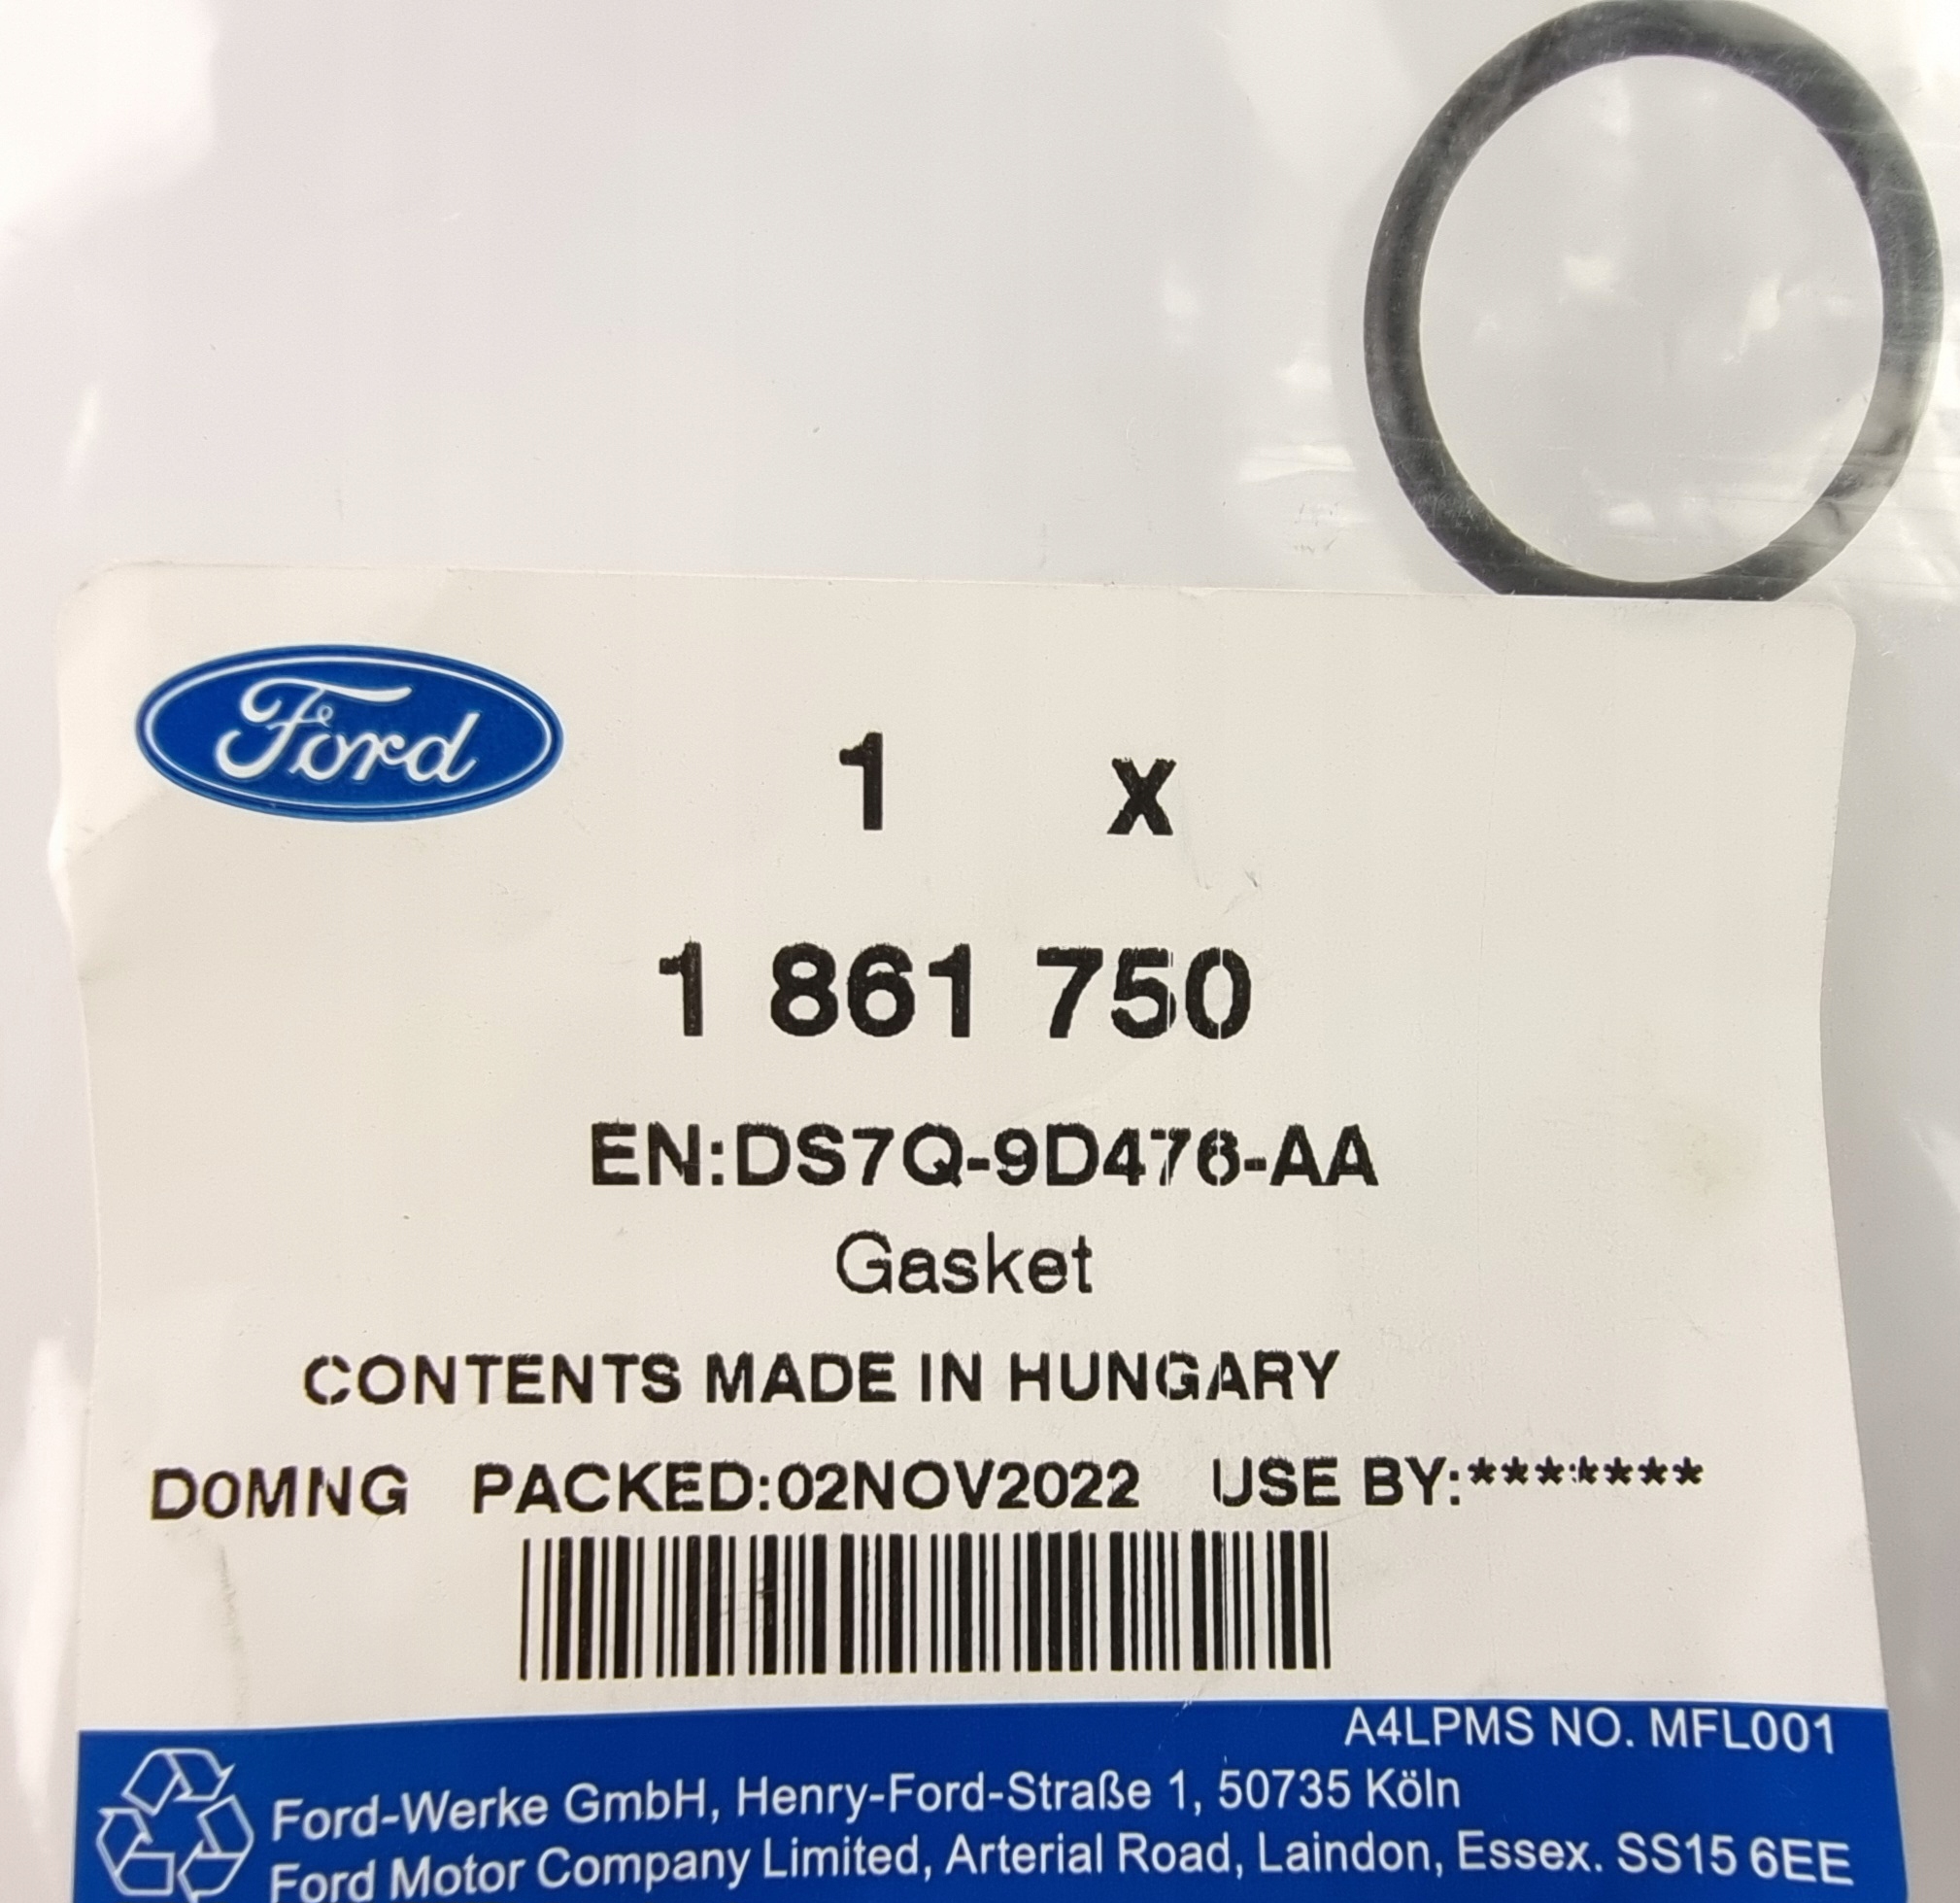 Ford
1 x
1 861 750
EN:DS7Q-9D476-AA
Gasket
CONTENTS MADE IN HUNGARY
D0MNG PACKED:02NOV2022 USE BY:*******
A4LPMS NO. MFL001
Ford-Werke GmbH, Henry-Ford-Straße 1, 50735 Köln
Ford Motor Company Limited, Arterial Road, Laindon, Essex. SS15 6EE